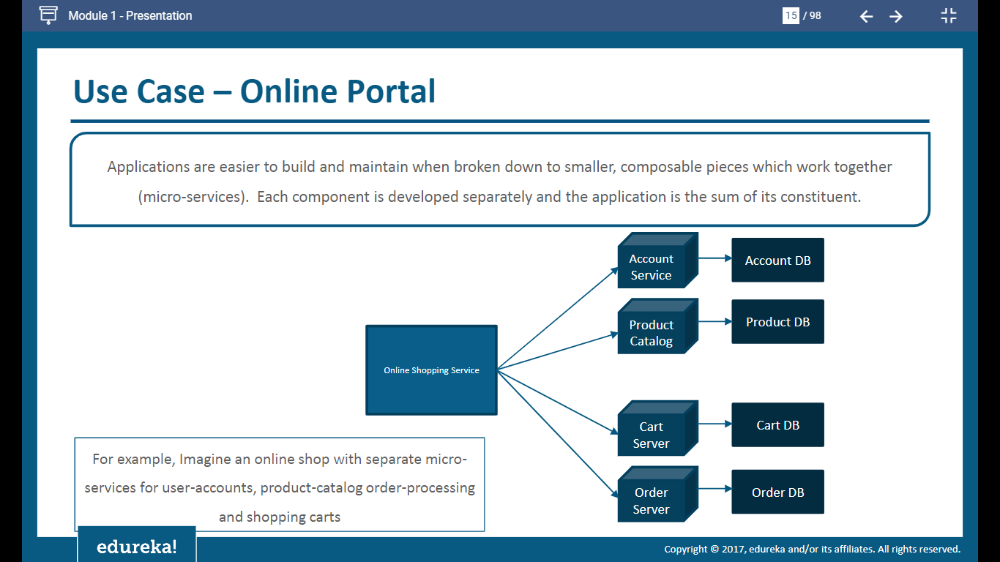 Module 1 - Presentation
15 / 98
Use Case – Online Portal
Applications are easier to build and maintain when broken down to smaller, composable pieces which work together
(micro-services).  Each component is developed separately and the application is the sum of its constituent.
Account
Service
Account DB
Product
Catalog
Product DB
Online Shopping Service
Cart
Server
Cart DB
Order
Server
Order DB
For example, Imagine an online shop with separate micro-
services for user-accounts, product-catalog order-processing
and shopping carts
edureka!
Copyright © 2017, edureka and/or its affiliates. All rights reserved.